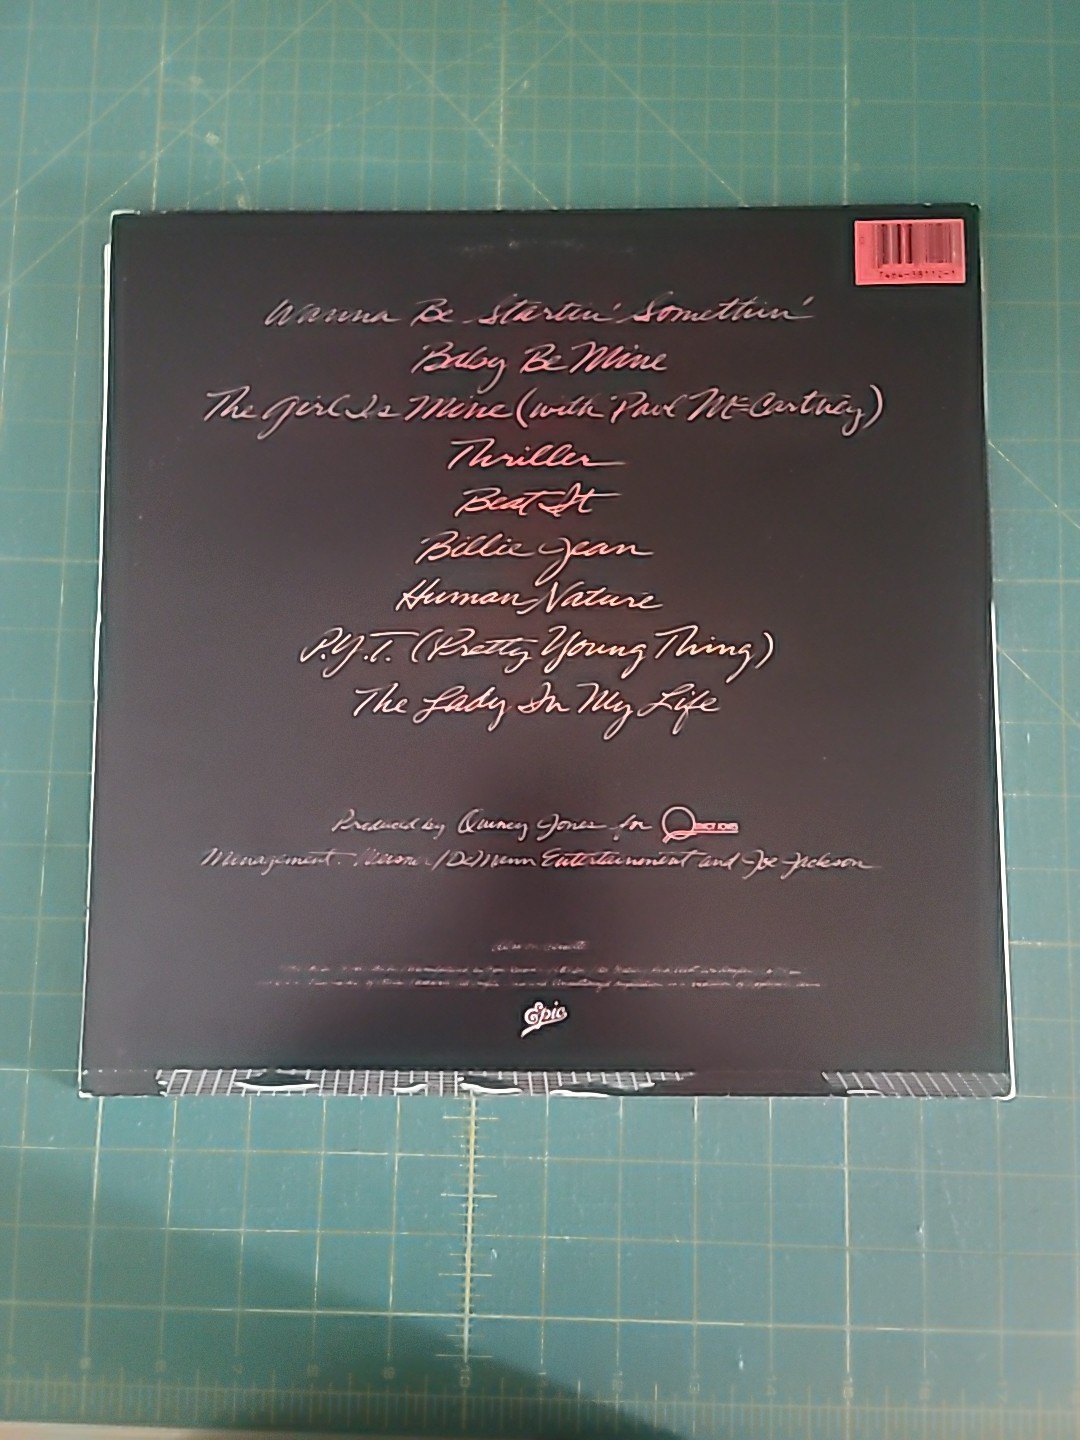 Wanna Be Startin' Somethin'
Baby Be Mine
The Girl Is Mine (with Paul McCartney)
Thriller
Beat It
Billie Jean
Human Nature
P.Y.T. (Pretty Young Thing)
The Lady In My Life
Produced by Quincy Jones for QUINCY JONES
Management: Weisner/DeMann Entertainment and Joe Jackson
Epic